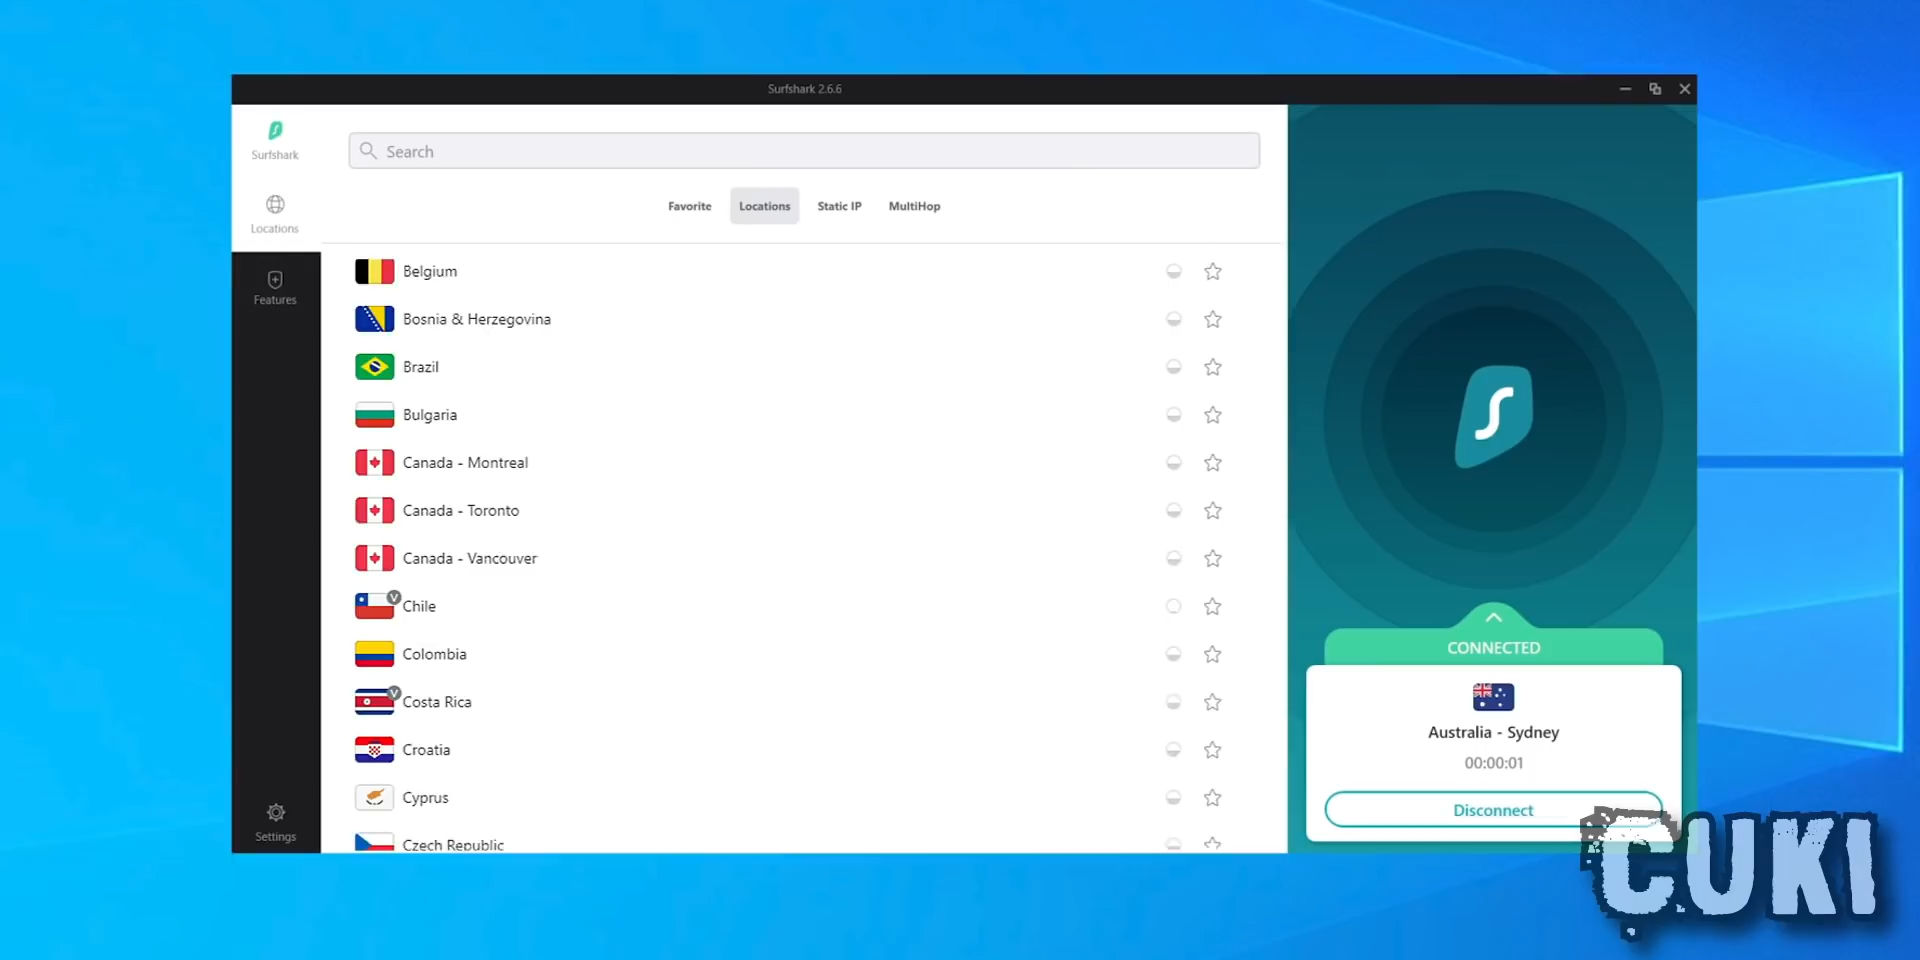 Surfshark 2.6.6
Surfshark
Locations
Features
Settings
Search
Favorite
Locations
Static IP
MultiHop
Belgium
Bosnia & Herzegovina
Brazil
Bulgaria
Canada - Montreal
Canada - Toronto
Canada - Vancouver
V
Chile
Colombia
V
Costa Rica
Croatia
Cyprus
Czech Republic
S
CONNECTED
Australia - Sydney
00:00:01
Disconnect
CUKI